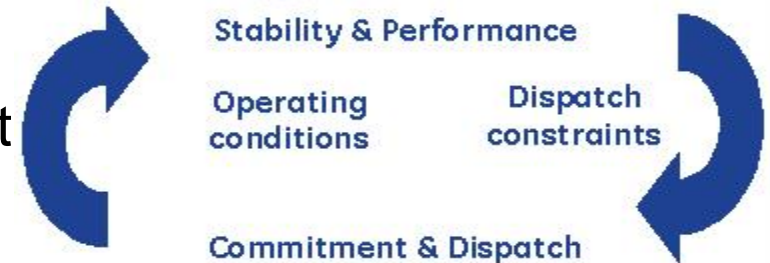 Stability & Performance
Operating
conditions
Dispatch
constraints
t
Commitment & Dispatch